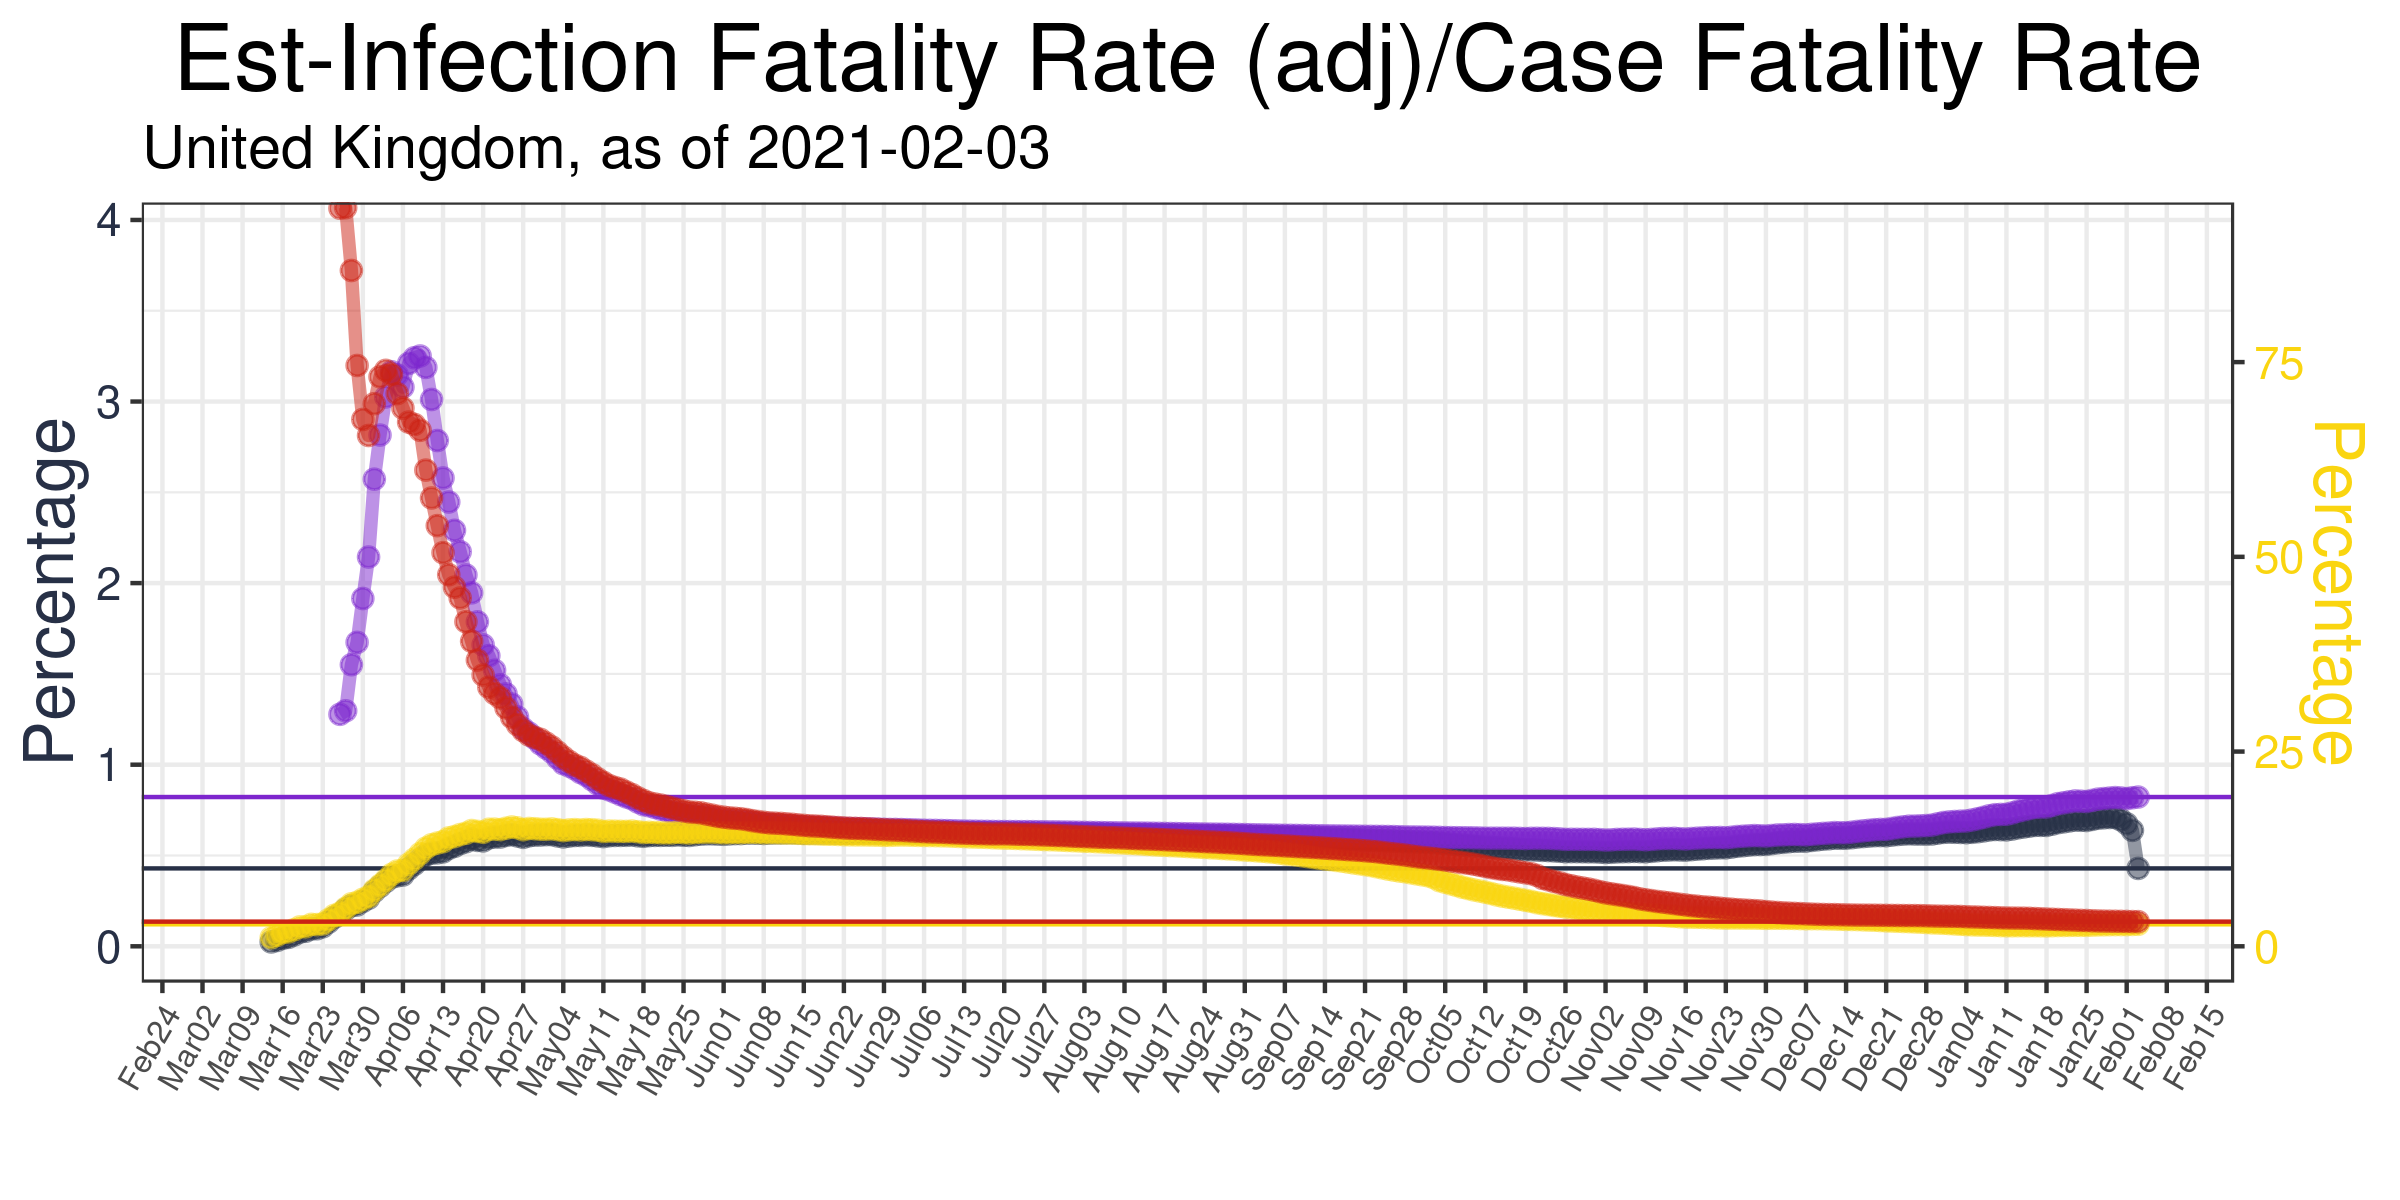 Est-Infection Fatality Rate (adj)/Case Fatality Rate
United Kingdom, as of 2021-02-03
Percentage
4
3
2
1
0
Percentage
75
50
25
0
Feb24
Mar02
Mar09
Mar16
Mar23
Mar30
Apr06
Apr13
Apr20
Apr27
May04
May11
May18
May25
Jun01
Jun08
Jun15
Jun22
Jun29
Jul06
Jul13
Jul20
Jul27
Aug03
Aug10
Aug17
Aug24
Aug31
Sep07
Sep14
Sep21
Sep28
Oct05
Oct12
Oct19
Oct26
Nov02
Nov09
Nov16
Nov23
Nov30
Dec07
Dec14
Dec21
Dec28
Jan04
Jan11
Jan18
Jan25
Feb01
Feb08
Feb15